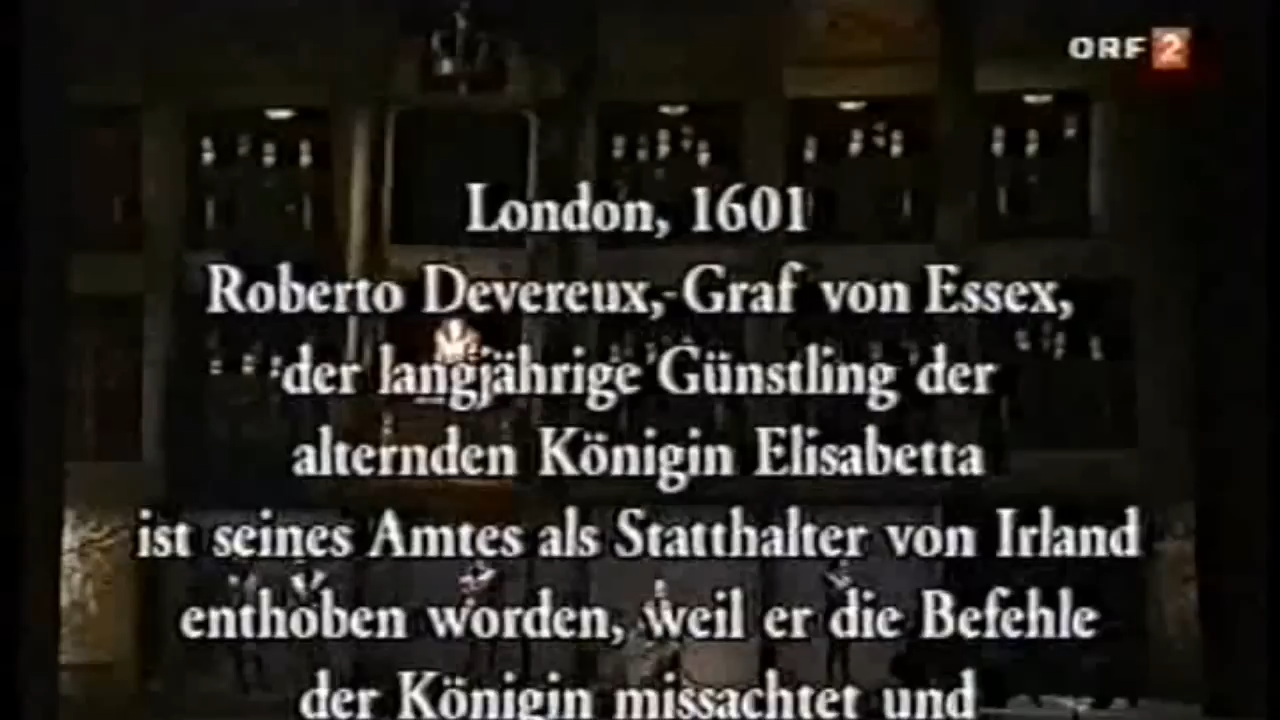 ORF 2
London, 1601
Roberto Devereux, Graf von Essex,
der langjährige Günstling der
alternden Königin Elisabetta
ist seines Amtes als Statthalter von Irland
enthoben worden, weil er die Befehle
der Königin missachtet und